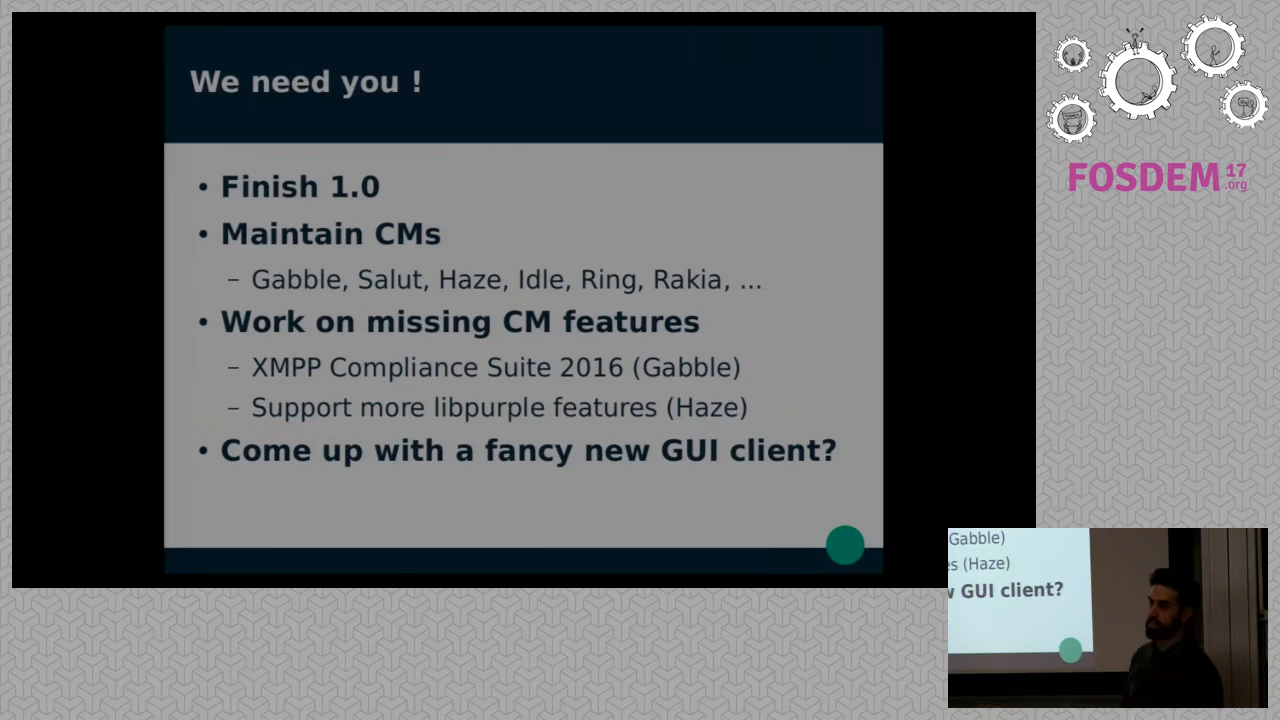 We need you !
• Finish 1.0
• Maintain CMs
– Gabble, Salut, Haze, Idle, Ring, Rakia, ...
• Work on missing CM features
– XMPP Compliance Suite 2016 (Gabble)
– Support more libpurple features (Haze)
• Come up with a fancy new GUI client?
FOSDEM 17
.org
Gabble)
es (Haze)
w GUI client?